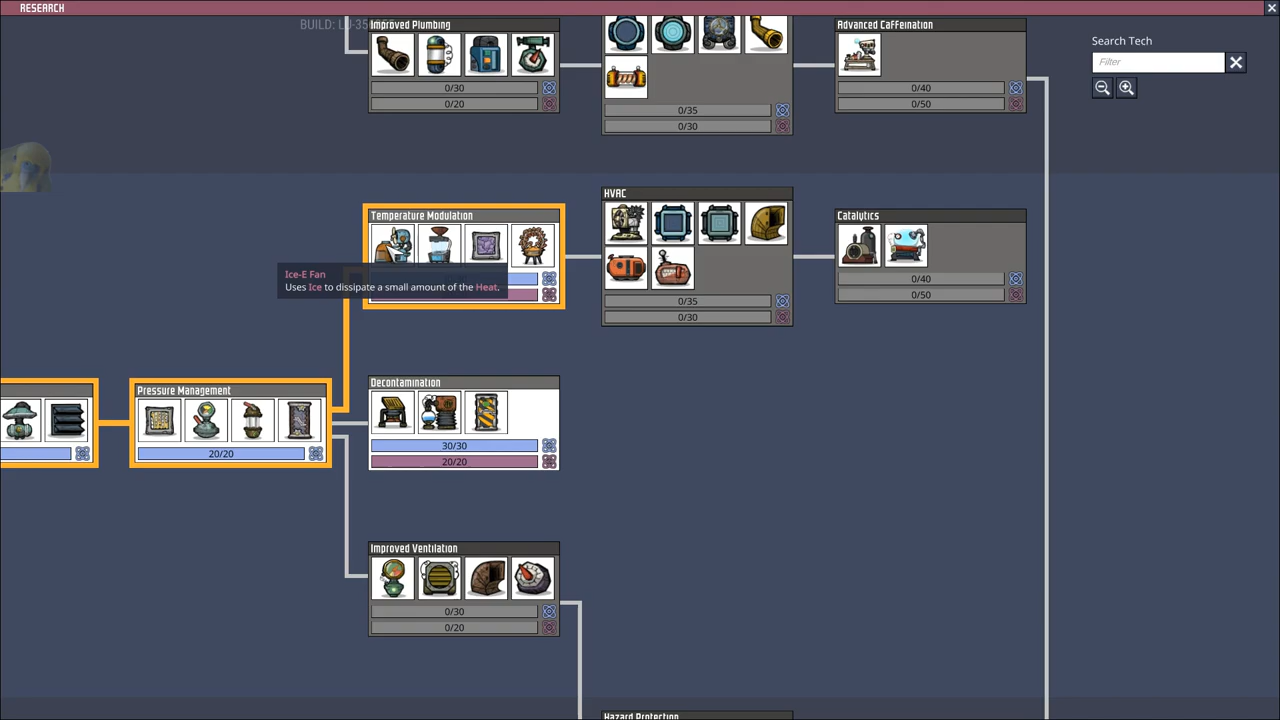 RESEARCH
BUILD: LU-35
Improved Plumbing
0/30
0/20
0/35
0/30
Advanced Caffeination
0/40
0/50
Search Tech
Filter
Temperature Modulation
Ice-E Fan
Uses Ice to dissipate a small amount of the Heat.
HVAC
0/35
0/30
Catalytics
0/40
0/50
Pressure Management
20/20
Decontamination
30/30
20/20
Improved Ventilation
0/30
0/20
Hazard Protection